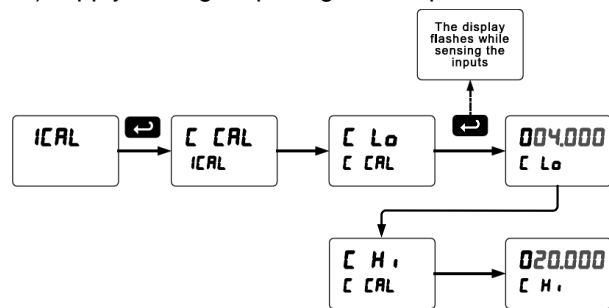 The display
flashes while
sensing the
inputs
ICAL
C CAL
ICAL
C Lo
C CAL
004.000
C Lo
C Hi
C CAL
020.000
C Hi